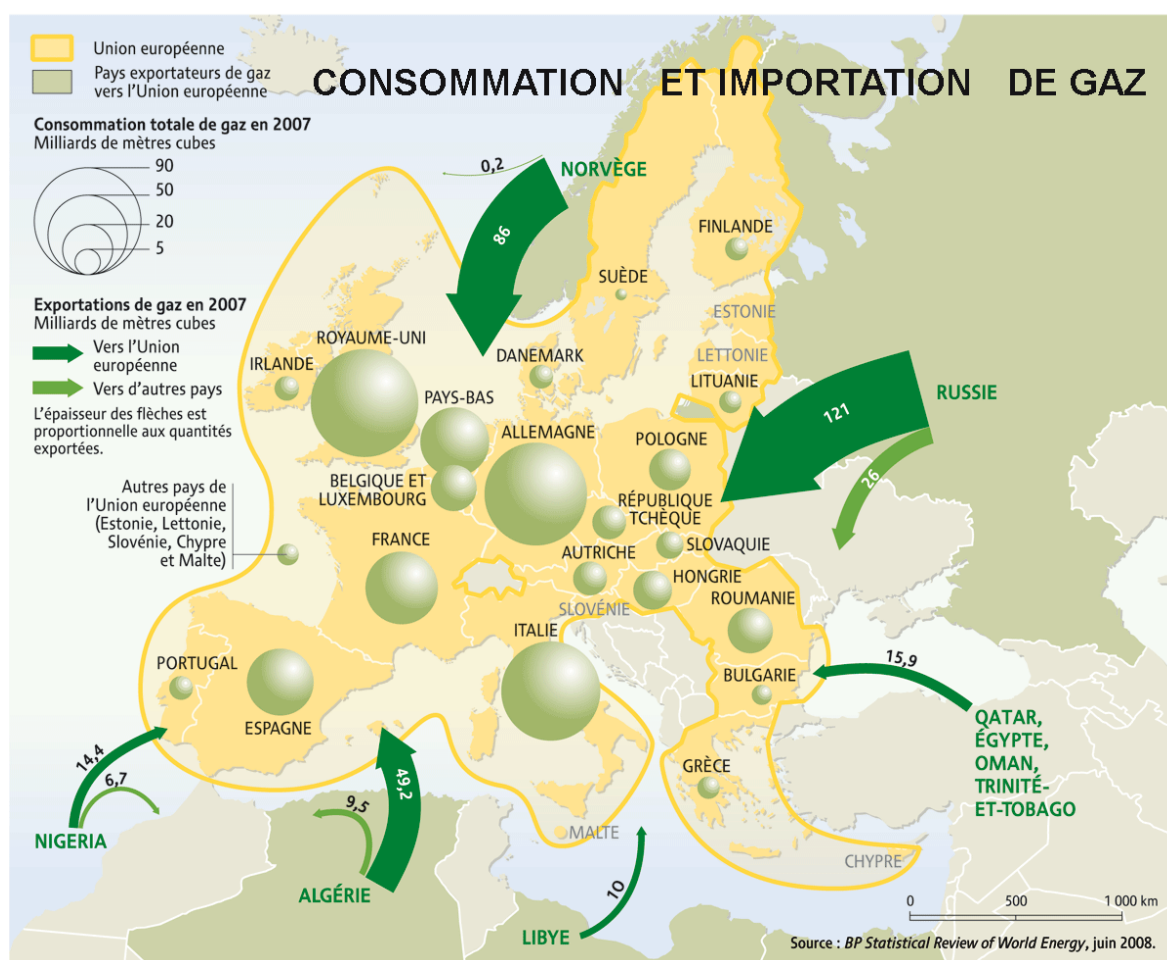 Union européenne
Pays exportateurs de gaz
vers l'Union européenne
CONSOMMATION ET IMPORTATION DE GAZ
Consommation totale de gaz en 2007
Milliards de mètres cubes
90
50
20
5
Exportations de gaz en 2007
Milliards de mètres cubes
Vers l'Union
européenne
Vers d'autres pays
L'épaisseur des flèches est
proportionnelle aux quantités
exportées.
Autres pays de
l'Union européenne
(Estonie, Lettonie,
Slovénie, Chypre
et Malte)
0,2
NORVÈGE
86
FINLANDE
SUÈDE
ESTONIE
ROYAUME-UNI
IRLANDE
DANEMARK
LETTONIE
LITUANIE
PAYS-BAS
RUSSIE
121
ALLEMAGNE
POLOGNE
26
BELGIQUE ET
LUXEMBOURG
RÉPUBLIQUE
TCHÈQUE
FRANCE
AUTRICHE
SLOVAQUIE
HONGRIE
ROUMANIE
SLOVÉNIE
ITALIE
PORTUGAL
15,9
BULGARIE
ESPAGNE
QATAR,
ÉGYPTE,
OMAN,
TRINITÉ-
ET-TOBAGO
14,4
6,7
GRÈCE
49,2
9,5
NIGERIA
MALTE
CHYPRE
ALGÉRIE
10
LIBYE
0 500 1 000 km
Source : BP Statistical Review of World Energy, juin 2008.